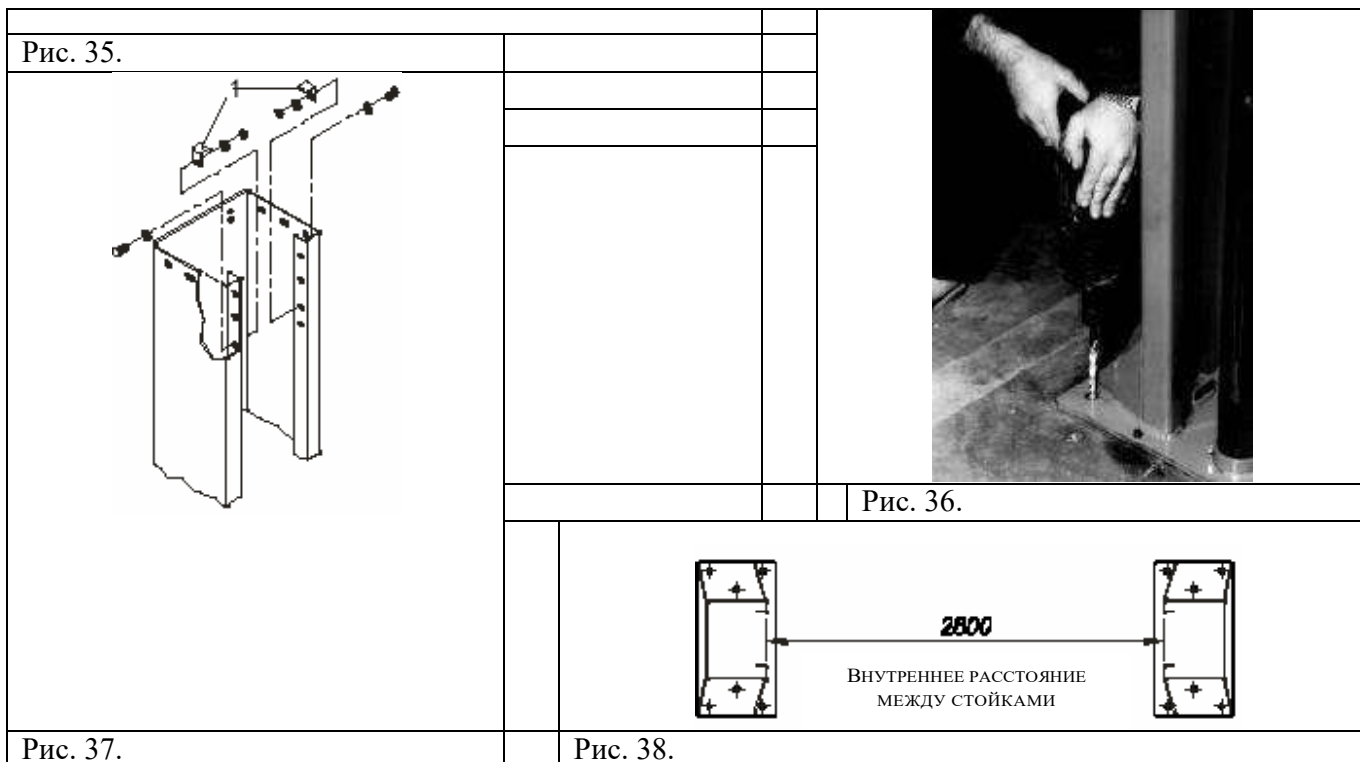 Рис. 35.
1
Рис. 36.
2800
ВНУТРЕННЕЕ РАССТОЯНИЕ
МЕЖДУ СТОЙКАМИ
Рис. 37.
Рис. 38.